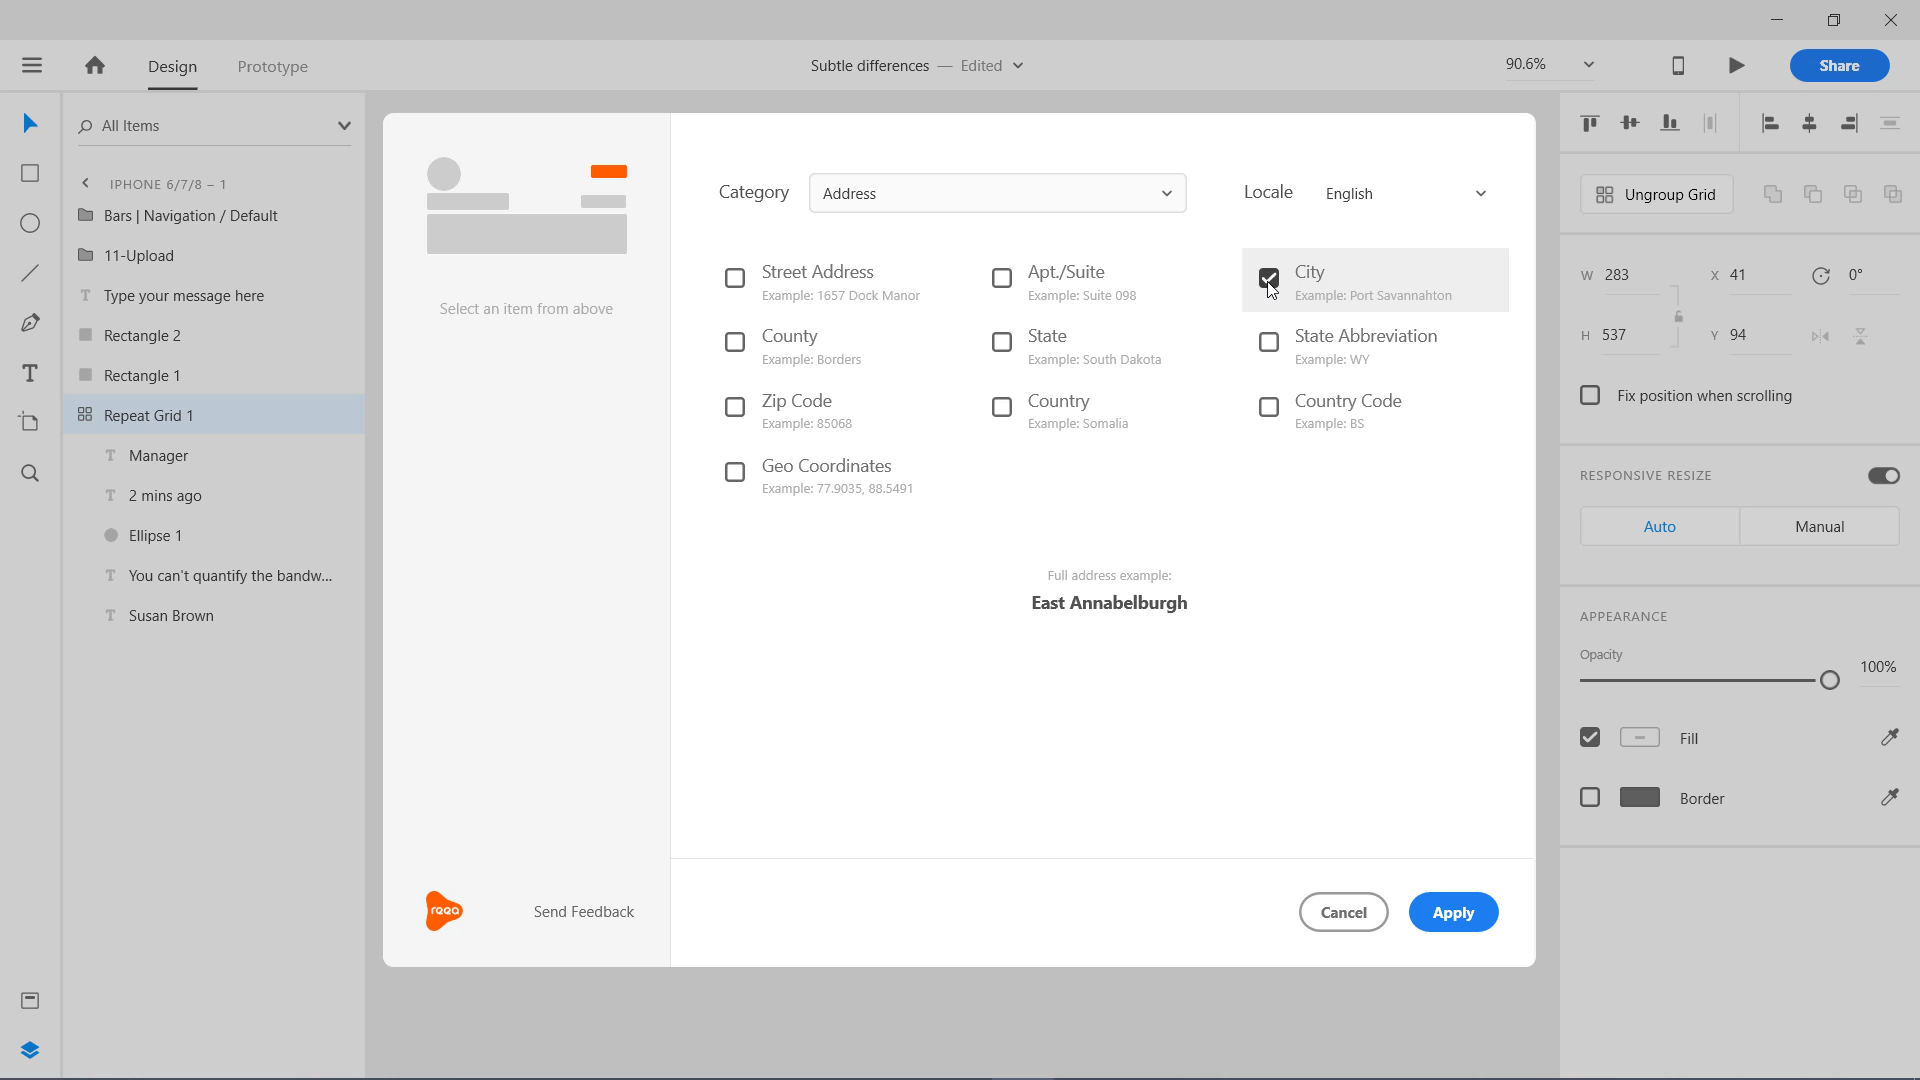 Design
Prototype
Subtle differences — Edited
90.6%
Share
All Items
IPHONE 6/7/8 – 1
Bars | Navigation / Default
11-Upload
Type your message here
Rectangle 2
Rectangle 1
Repeat Grid 1
Manager
2 mins ago
Ellipse 1
You can't quantify the bandw...
Susan Brown
Select an item from above
reea
Send Feedback
Category
Address
Locale
English
Street Address
Example: 1657 Dock Manor
Apt./Suite
Example: Suite 098
City
Example: Port Savannahton
County
Example: Borders
State
Example: South Dakota
State Abbreviation
Example: WY
Zip Code
Example: 85068
Country
Example: Somalia
Country Code
Example: BS
Geo Coordinates
Example: 77.9035, 88.5491
Full address example:
East Annabelburgh
Cancel
Apply
Ungroup Grid
W 283
X 41
0°
H 537
Y 94
Fix position when scrolling
RESPONSIVE RESIZE
Auto
Manual
APPEARANCE
Opacity
100%
Fill
Border